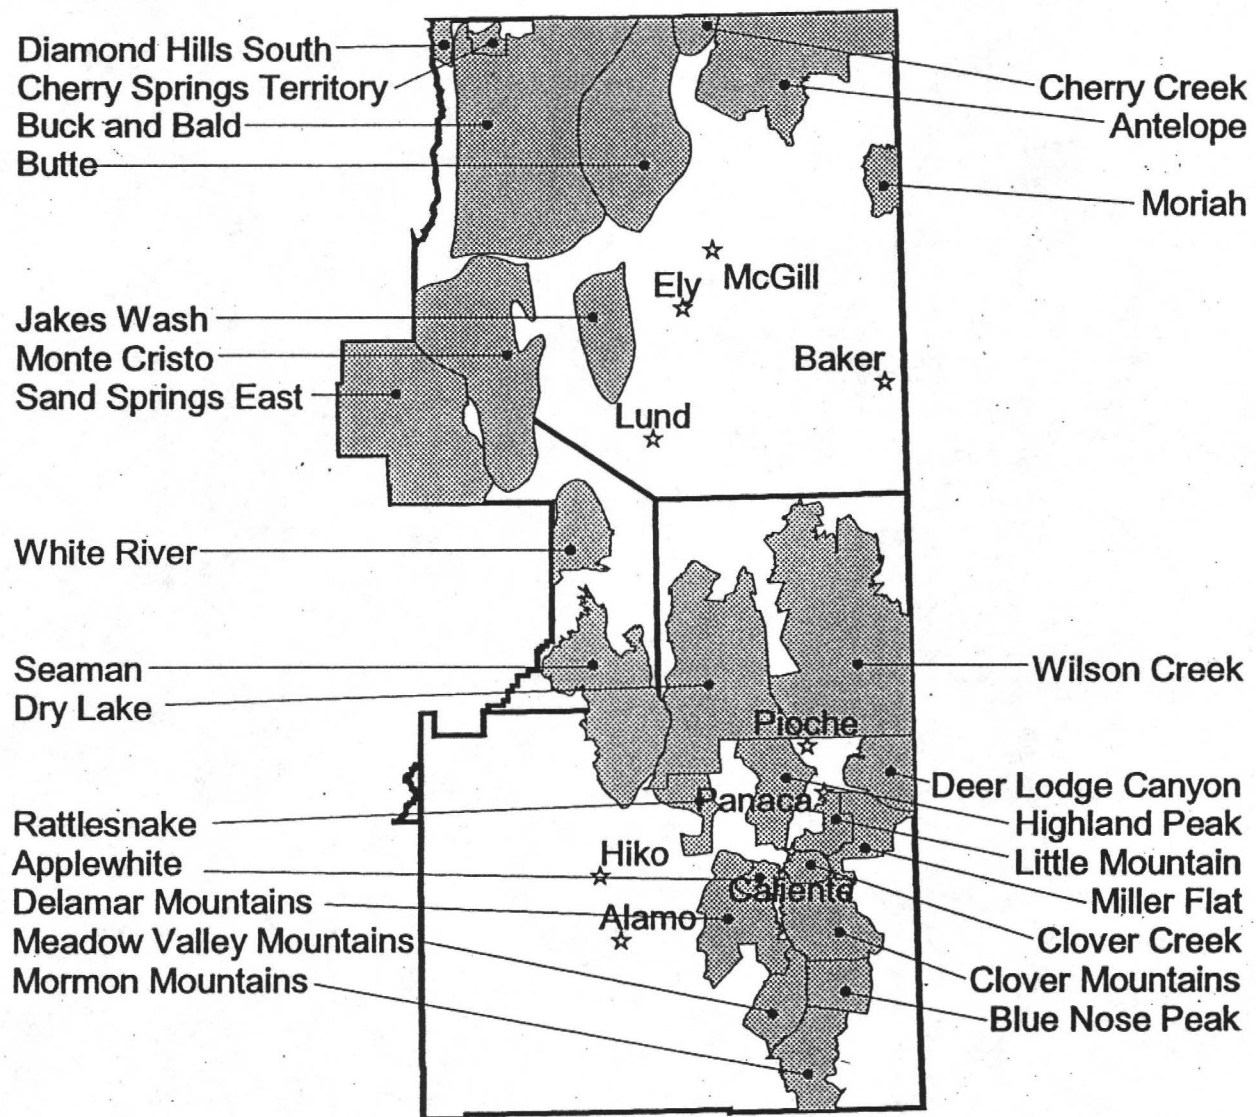 Diamond Hills South
Cherry Springs Territory
Buck and Bald
Butte
Cherry Creek
Antelope
Moriah
McGill
Ely
Jakes Wash
Monte Cristo
Sand Springs East
Baker
Lund
White River
Seaman
Dry Lake
Wilson Creek
Pioche
Deer Lodge Canyon
Panaca
Highland Peak
Rattlesnake
Little Mountain
Hiko
Applewhite
Caliente
Miller Flat
Delamar Mountains
Alamo
Meadow Valley Mountains
Clover Creek
Mormon Mountains
Clover Mountains
Blue Nose Peak